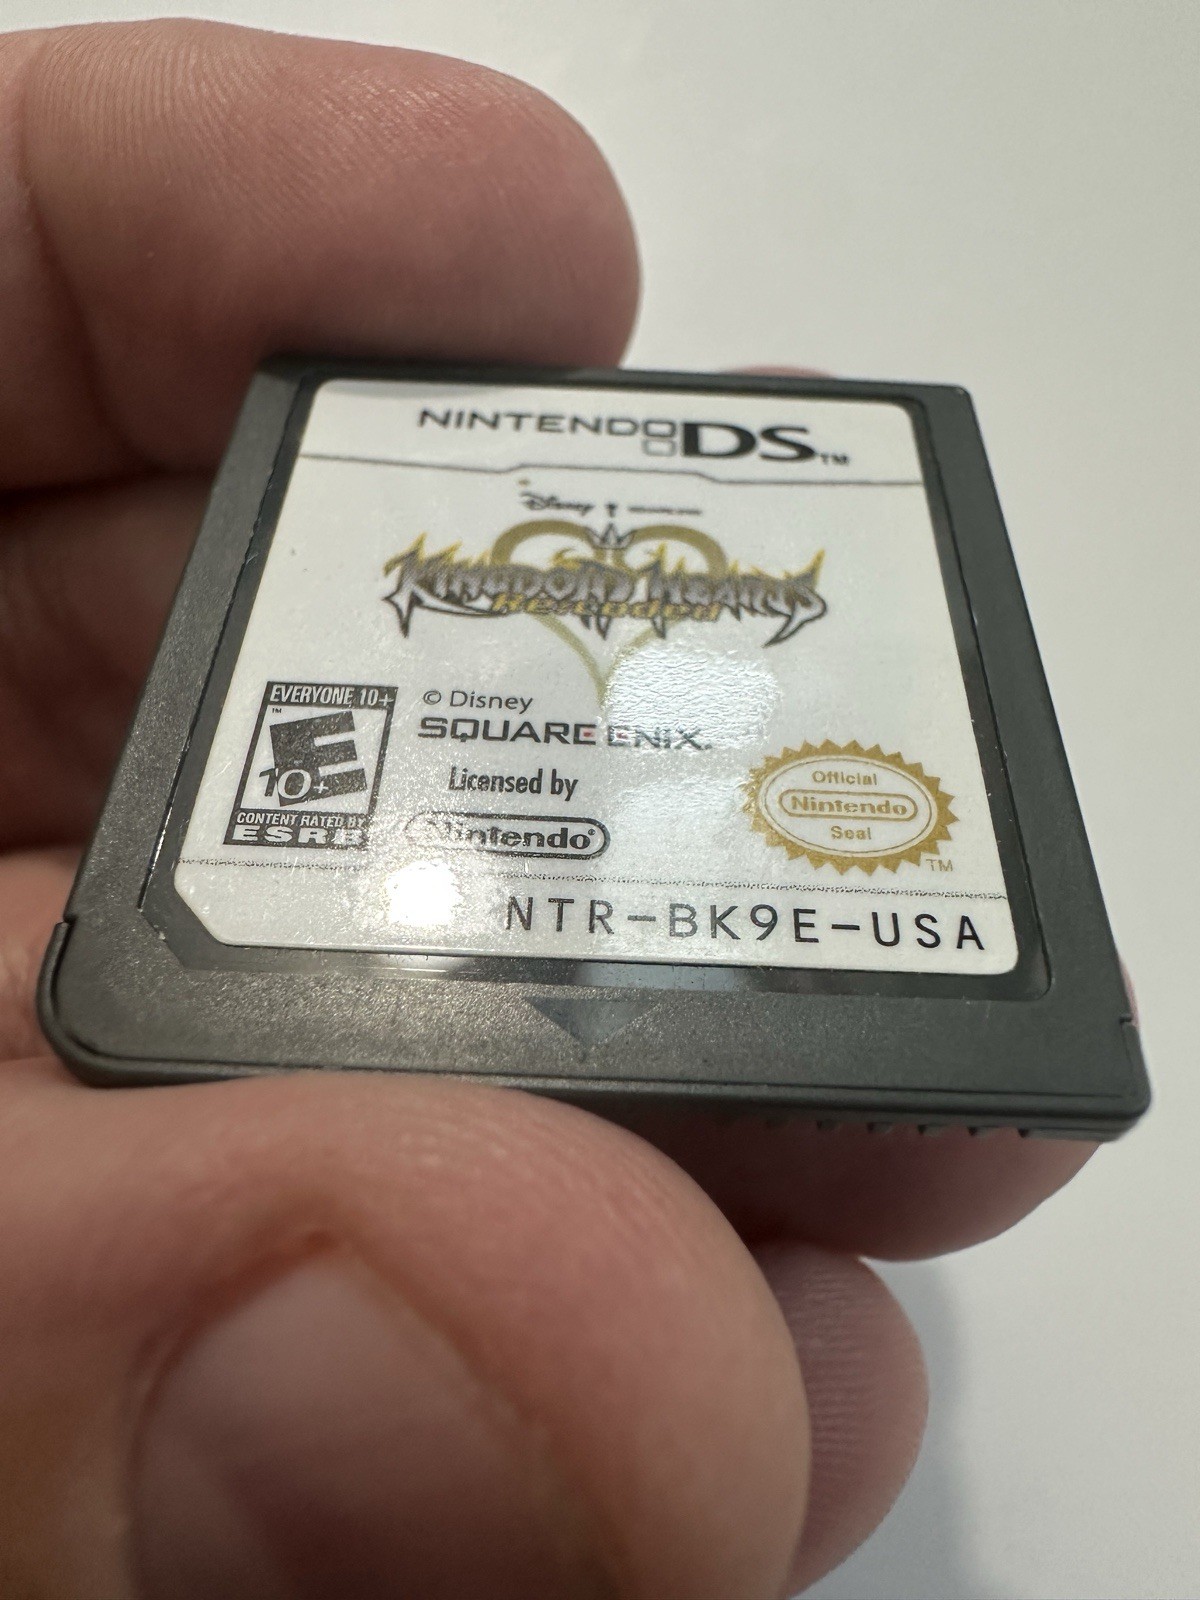 NINTENDO DS™
Disney
KINGDOM HEARTS
Re:coded
EVERYONE 10+
™
E
10+
CONTENT RATED BY
ESRB
© Disney
SQUARE ENIX.
Licensed by
Nintendo®
Official
Nintendo
Seal
™
NTR-BK9E-USA